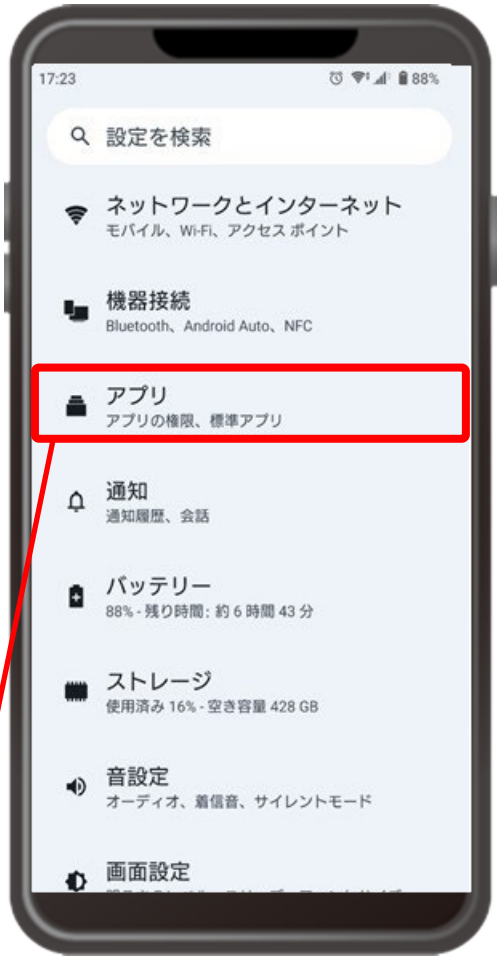 17:23
88%
設定を検索
ネットワークとインターネット
モバイル、Wi-Fi、アクセス ポイント
機器接続
Bluetooth、Android Auto、NFC
アプリ
アプリの権限、標準アプリ
通知
通知履歴、会話
バッテリー
88% - 残り時間: 約 6 時間 43 分
ストレージ
使用済み 16% - 空き容量 428 GB
音設定
オーディオ、着信音、サイレントモード
画面設定